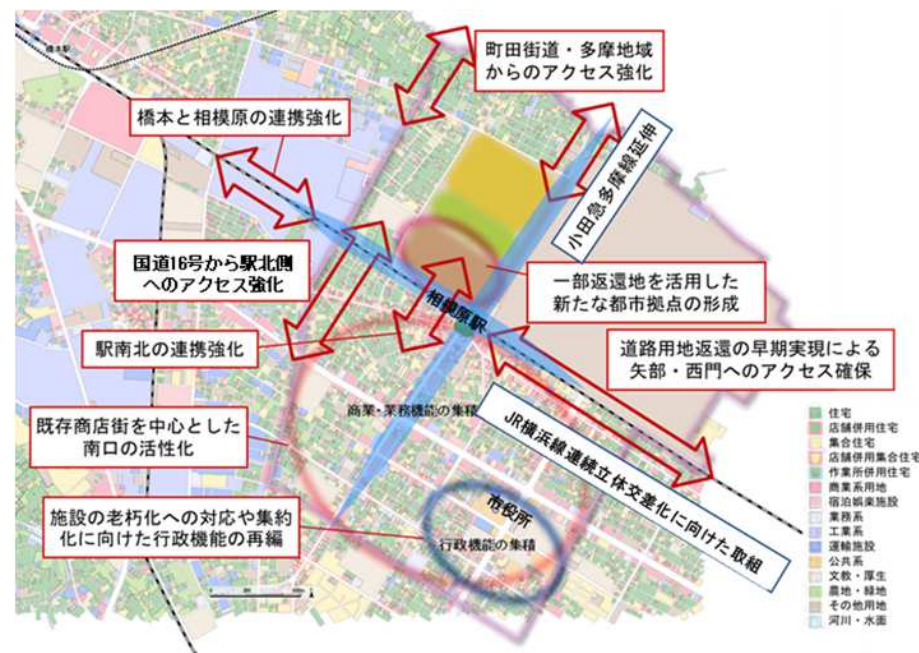 橋本駅
町田街道・多摩地域
からのアクセス強化
橋本と相模原の連携強化
小田急多摩線延伸
国道16号から駅北側
へのアクセス強化
一部返還地を活用した
新たな都市拠点の形成
相模原駅
駅南北の連携強化
道路用地返還の早期実現による
矢部・西門へのアクセス確保
商業・業務機能の集積
既存商店街を中心とした
南口の活性化
JR横浜線連続立体交差化に向けた取組
市役所
施設の老朽化への対応や集約
化に向けた行政機能の再編
行政機能の集積
住宅
店舗併用住宅
集合住宅
店舗併用集合住宅
作業所併用住宅
商業系用地
宿泊娯楽施設
業務系
工業系
運輸施設
公共系
文教・厚生
農地・緑地
その他用地
河川・水面